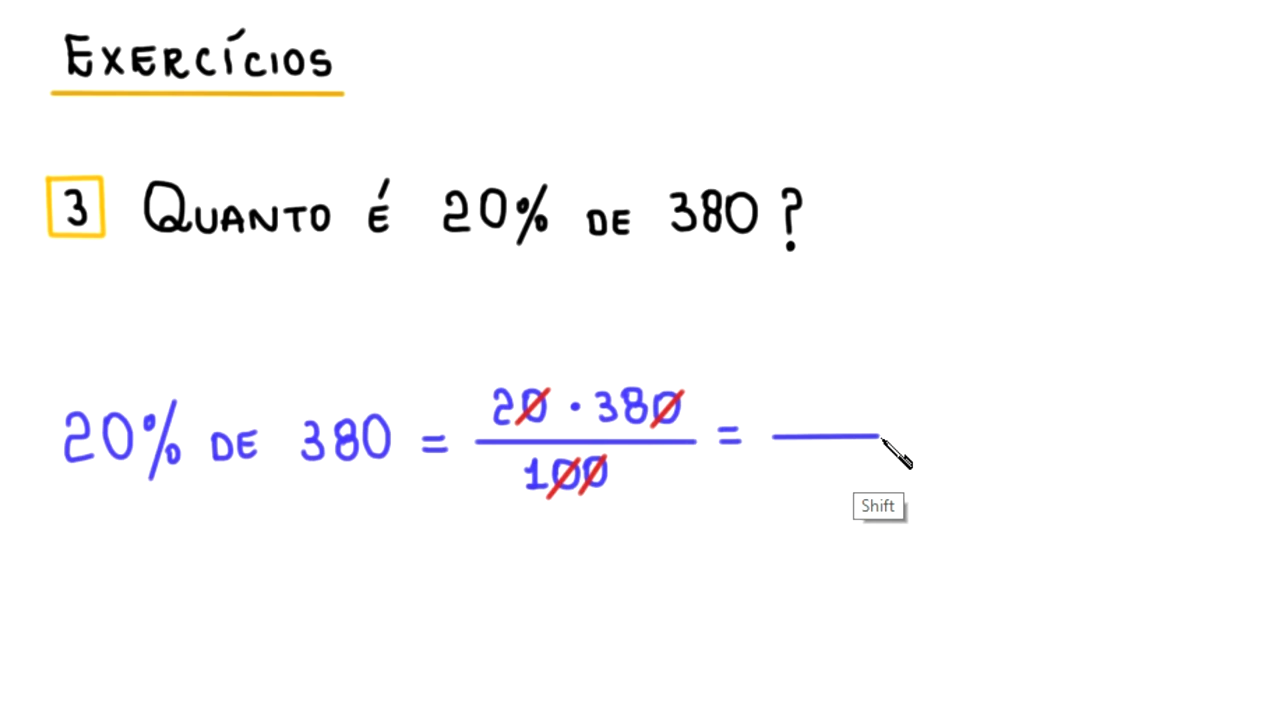 EXERCÍCIOS
3 QUANTO É 20% DE 380?
20% DE 380 = 20 · 380 / 100 =
Shift